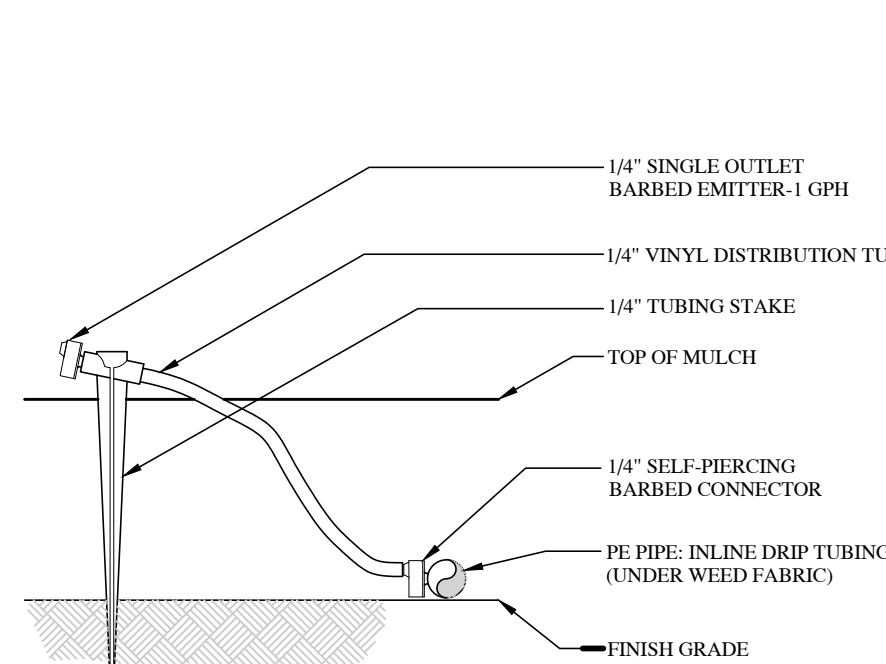 1/4" SINGLE OUTLET
BARBED EMITTER-1 GPH
1/4" VINYL DISTRIBUTION TU
1/4" TUBING STAKE
TOP OF MULCH
1/4" SELF-PIERCING
BARBED CONNECTOR
PE PIPE: INLINE DRIP TUBING
(UNDER WEED FABRIC)
FINISH GRADE